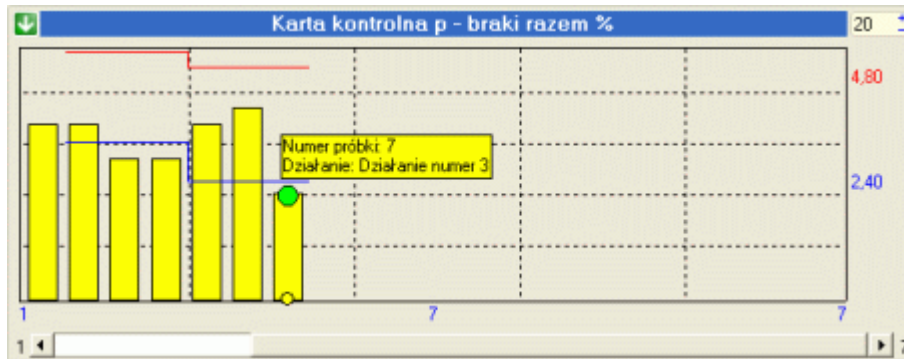 Karta kontrolna p - braki razem %
20
4,80
Numer próbki: 7
Działanie: Działanie numer 3
2,40
1 7 7
1